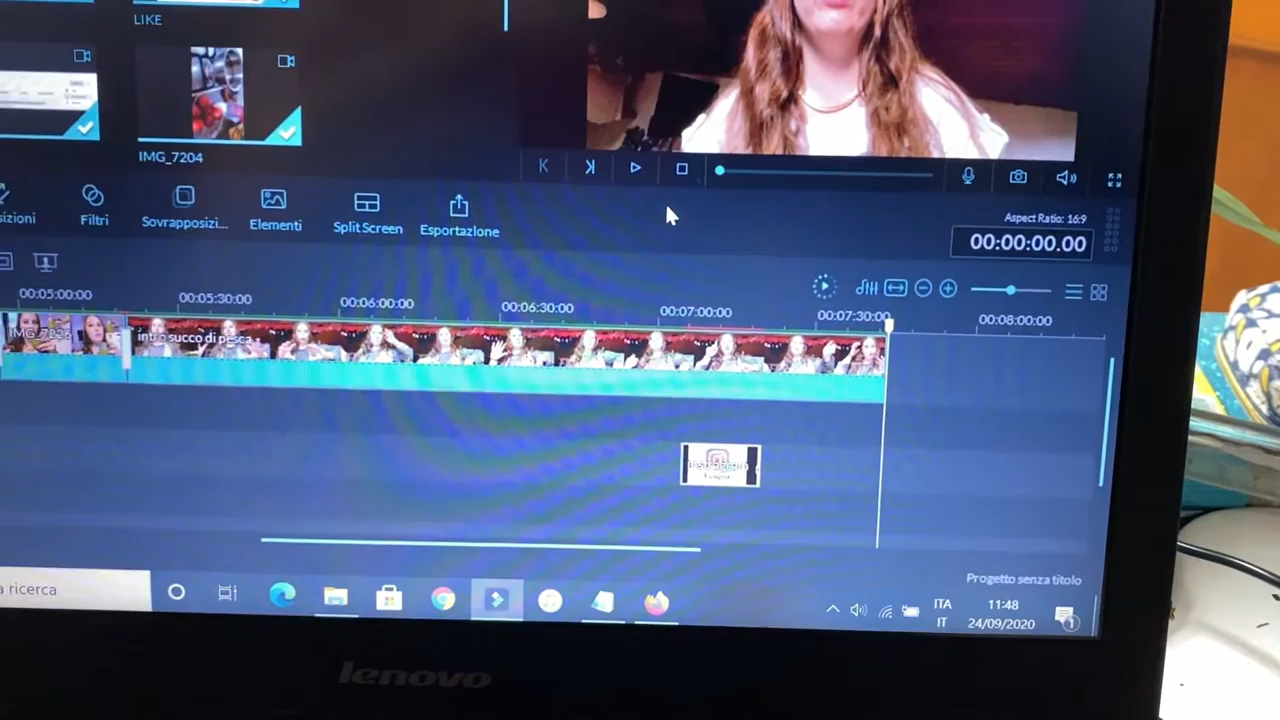 LIKE
IMG_7204
sizioni
Filtri
Sovrapposizi...
Elementi
Split Screen
Esportazione
Aspect Ratio: 16:9
00:00:00.00
00:05:00:00
00:05:30:00
00:06:00:00
00:06:30:00
00:07:00:00
00:07:30:00
00:08:00:00
IMG_7226
intro succo di pesca
Progetto senza titolo
a ricerca
ITA
IT
11:48
24/09/2020
1
lenovo